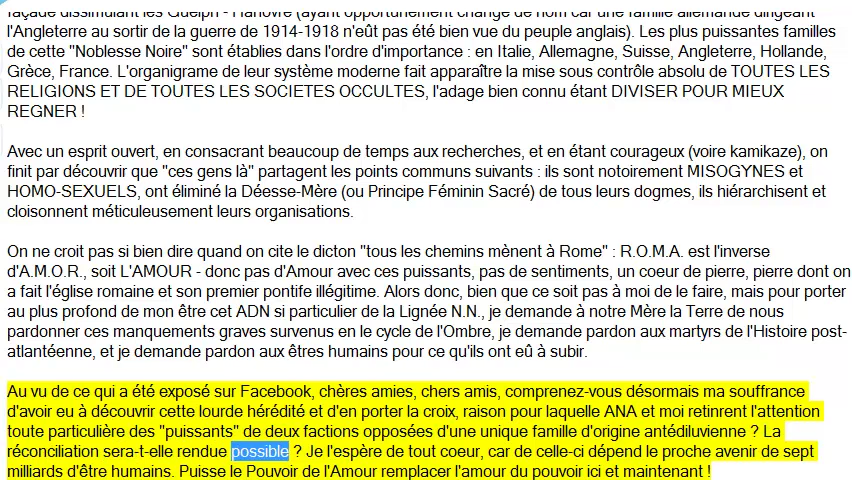 façade dissimulant les Guelph - Hanovre (ayant opportunément changé de nom car une famille allemande dirigeant
l'Angleterre au sortir de la guerre de 1914-1918 n'eût pas été bien vue du peuple anglais). Les plus puissantes familles
de cette "Noblesse Noire" sont établies dans l'ordre d'importance : en Italie, Allemagne, Suisse, Angleterre, Hollande,
Grèce, France. L'organigrame de leur système moderne fait apparaître la mise sous contrôle absolu de TOUTES LES
RELIGIONS ET DE TOUTES LES SOCIETES OCCULTES, l'adage bien connu étant DIVISER POUR MIEUX
REGNER !
Avec un esprit ouvert, en consacrant beaucoup de temps aux recherches, et en étant courageux (voire kamikaze), on
finit par découvrir que "ces gens là" partagent les points communs suivants : ils sont notoirement MISOGYNES et
HOMO-SEXUELS, ont éliminé la Déesse-Mère (ou Principe Féminin Sacré) de tous leurs dogmes, ils hiérarchisent et
cloisonnent méticuleusement leurs organisations.
On ne croit pas si bien dire quand on cite le dicton "tous les chemins mènent à Rome" : R.O.M.A. est l'inverse
d'A.M.O.R., soit L'AMOUR - donc pas d'Amour avec ces puissants, pas de sentiments, un coeur de pierre, pierre dont on
a fait l'église romaine et son premier pontife illégitime. Alors donc, bien que ce soit pas à moi de le faire, mais pour porter
au plus profond de mon être cet ADN si particulier de la Lignée N.N., je demande à notre Mère la Terre de nous
pardonner ces manquements graves survenus en le cycle de l'Ombre, je demande pardon aux martyrs de l'Histoire post-
atlantéenne, et je demande pardon aux êtres humains pour ce qu'ils ont eû à subir.
Au vu de ce qui a été exposé sur Facebook, chères amies, chers amis, comprenez-vous désormais ma souffrance
d'avoir eu à découvrir cette lourde hérédité et d'en porter la croix, raison pour laquelle ANA et moi retinrent l'attention
toute particulière des "puissants" de deux factions opposées d'une unique famille d'origine antédiluvienne ? La
réconciliation sera-t-elle rendue possible ? Je l'espère de tout coeur, car de celle-ci dépend le proche avenir de sept
milliards d'être humains. Puisse le Pouvoir de l'Amour remplacer l'amour du pouvoir ici et maintenant !